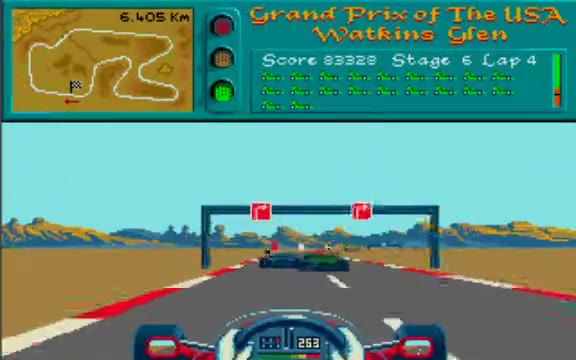 6.405 Km
Grand Prix of The USA
Watkins Glen
Score 83328 Stage 6 Lap 4
263